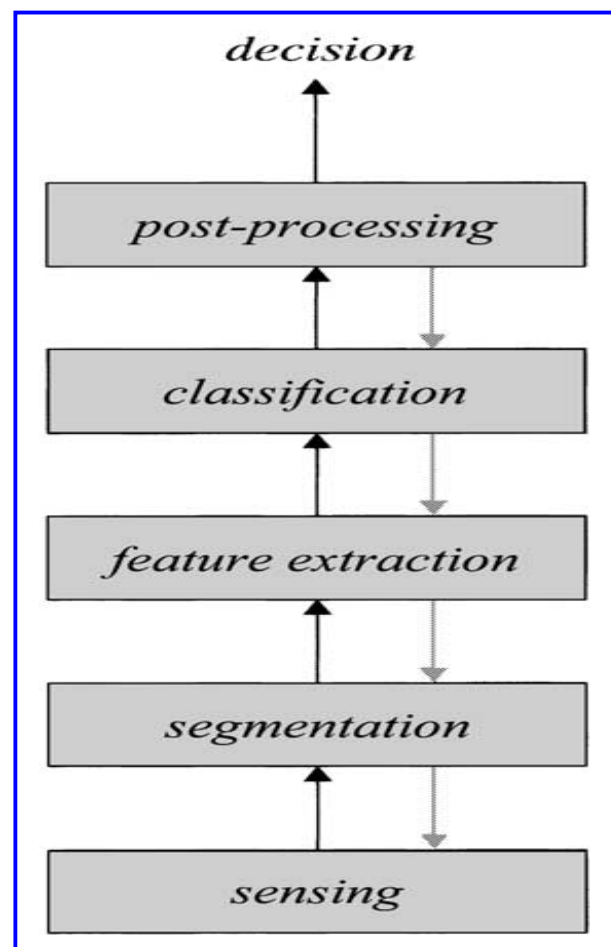 decision
post-processing
classification
feature extraction
segmentation
sensing